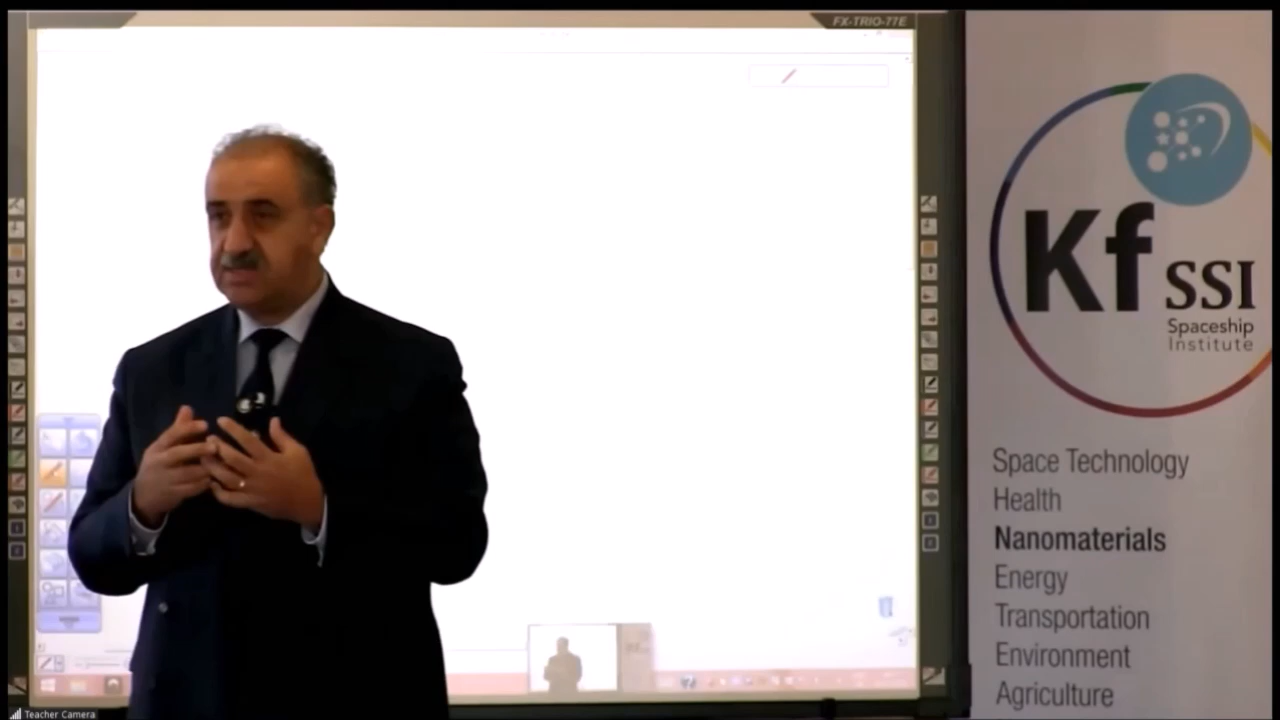 FX-TRIO-77E
Kf SSI
Spaceship
Institute
Space Technology
Health
Nanomaterials
Energy
Transportation
Environment
Agriculture
Teacher Camera